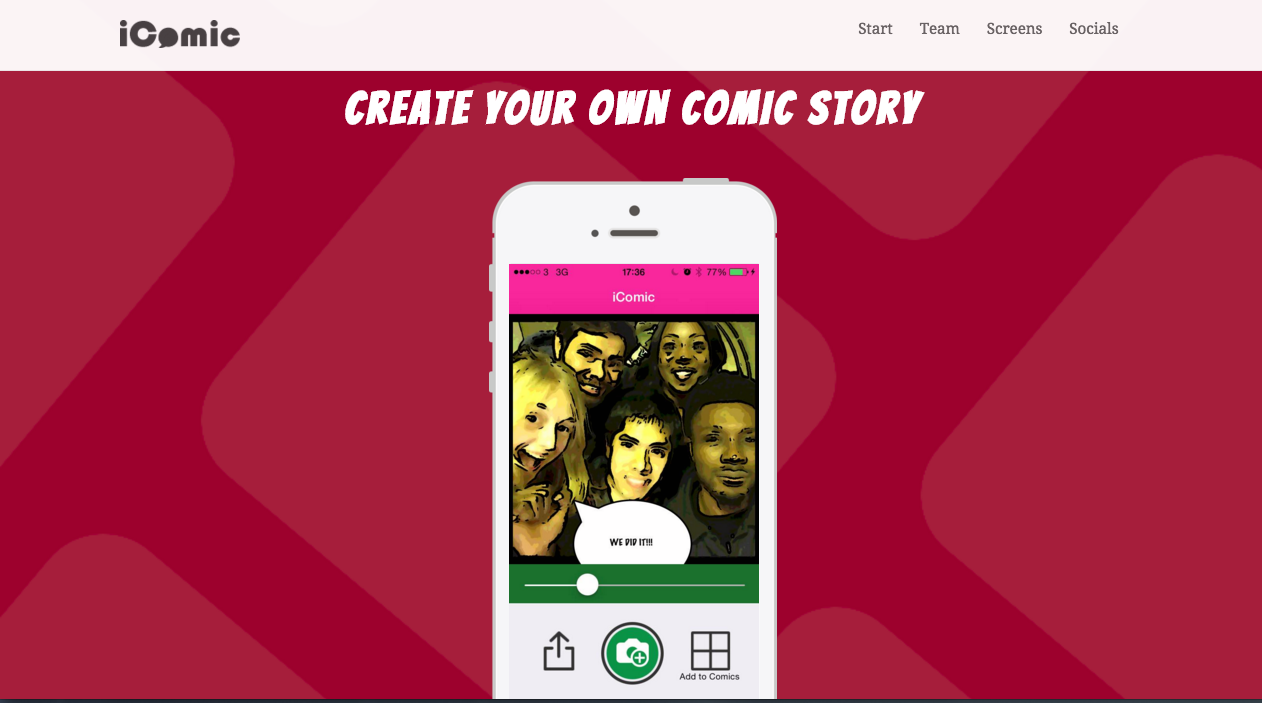 iComic
Start Team Screens Socials
CREATE YOUR OWN COMIC STORY
3 3G 17:36 77%
iComic
WE DID IT!!!
Add to Comics